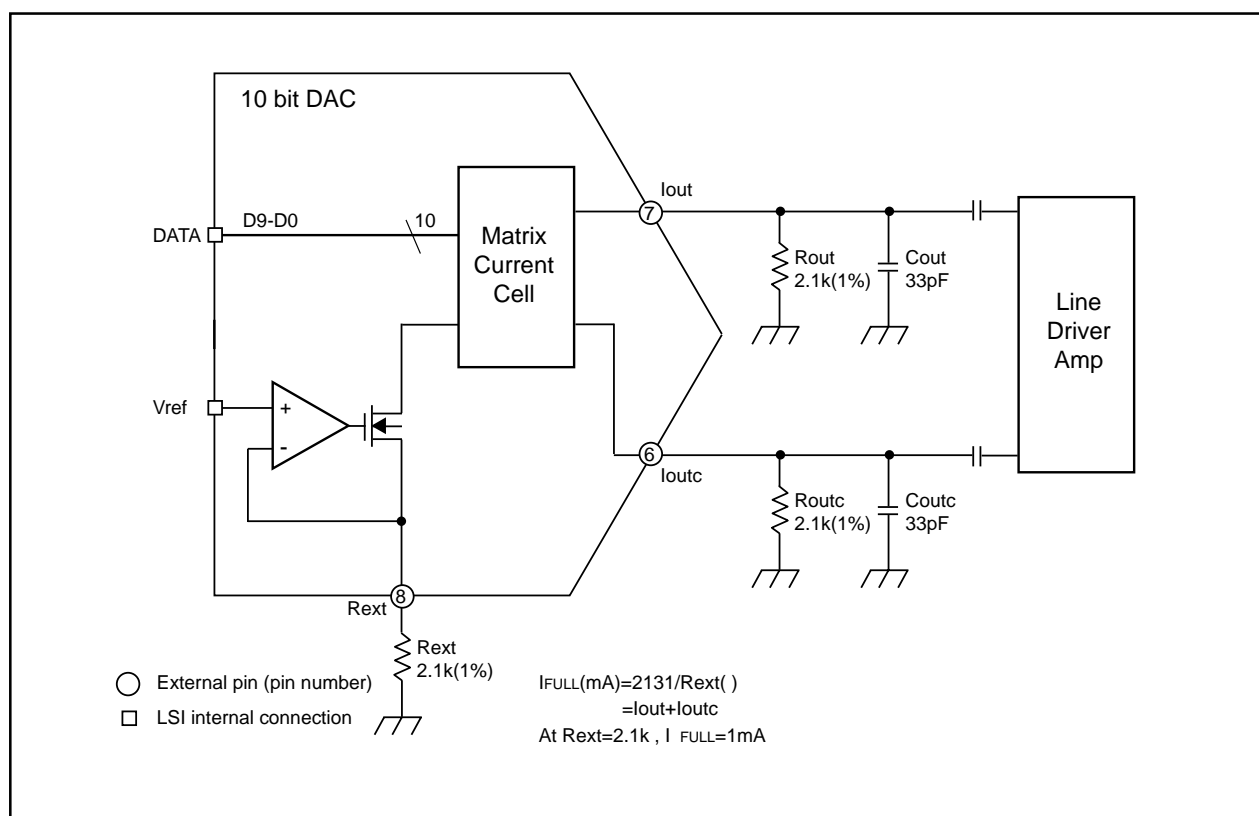 10 bit DAC
Iout
7
D9-D0
10
DATA
Matrix
Current
Cell
Rout
2.1k(1%)
Cout
33pF
Line
Driver
Amp
Vref
+
-
6
Ioutc
Routc
2.1k(1%)
Coutc
33pF
8
Rext
Rext
2.1k(1%)
External pin (pin number)
LSI internal connection
IFULL(mA)=2131/Rext( )
=Iout+Ioutc
At Rext=2.1k , I FULL=1mA